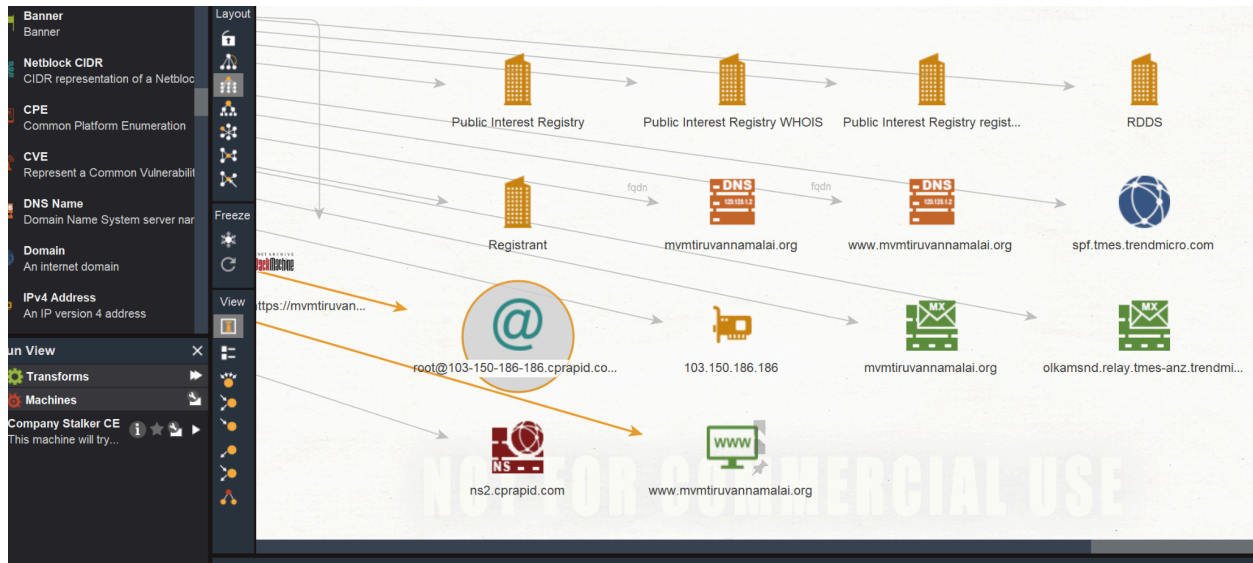 Banner
Banner
Netblock CIDR
CIDR representation of a Netbloc
CPE
Common Platform Enumeration
CVE
Represent a Common Vulnerabilit
DNS Name
Domain Name System server nar
Domain
An internet domain
IPv4 Address
An IP version 4 address
un View
Transforms
Machines
Company Stalker CE
This machine will try...
Layout
Freeze
View
Public Interest Registry
Public Interest Registry WHOIS
Public Interest Registry regist...
RDDS
Registrant
fqdn
DNS
mvmtiruvannamalai.org
fqdn
DNS
www.mvmtiruvannamalai.org
spf.tmes.trendmicro.com
ttps://mvmtiruvan...
@
root@103-150-186-186.cprapid.co...
103.150.186.186
MX
mvmtiruvannamalai.org
MX
olkamsnd.relay.tmes-anz.trendmi...
NS
ns2.cprapid.com
www
www.mvmtiruvannamalai.org
NOT FOR COMMERCIAL USE